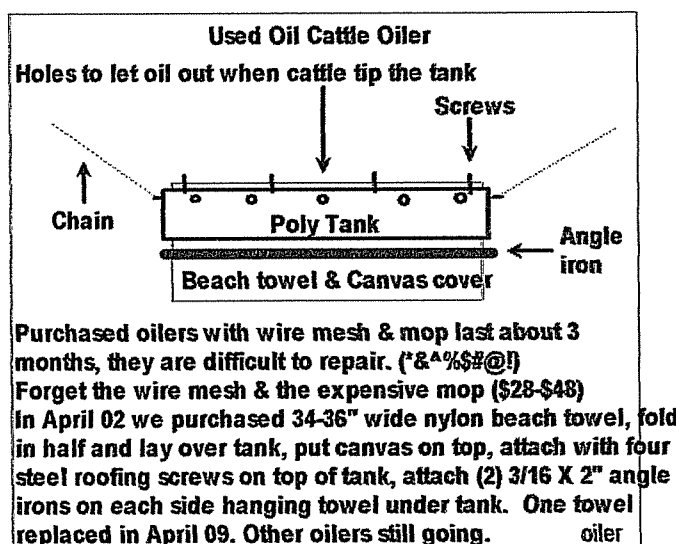 Used Oil Cattle Oiler
Holes to let oil out when cattle tip the tank
Screws
Chain
Poly Tank
Angle
iron
Beach towel & Canvas cover
Purchased oilers with wire mesh & mop last about 3
months, they are difficult to repair. (*&^%$#@!)
Forget the wire mesh & the expensive mop ($28-$48)
In April 02 we purchased 34-36" wide nylon beach towel, fold
in half and lay over tank, put canvas on top, attach with four
steel roofing screws on top of tank, attach (2) 3/16 X 2" angle
irons on each side hanging towel under tank. One towel
replaced in April 09. Other oilers still going. oiler